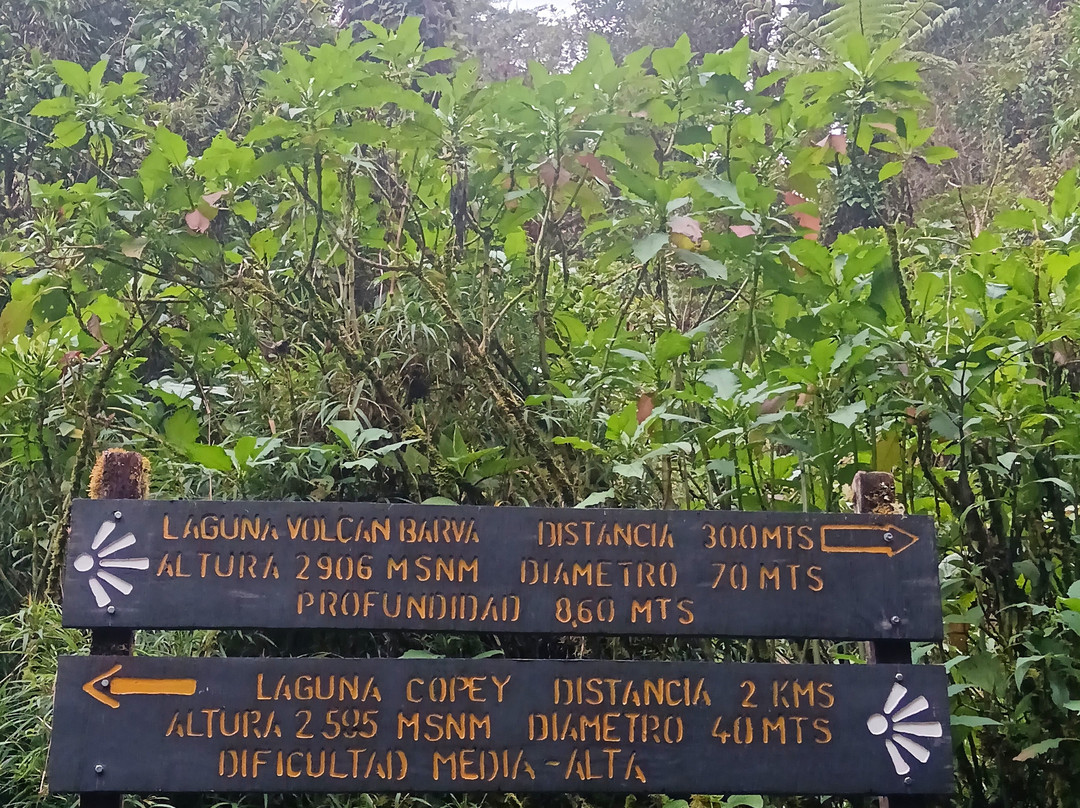 LAGUNA VOLCAN BARVA DISTANCIA 300 MTS
ALTURA 2906 MSNM DIAMETRO 70 MTS
PROFUNDIDAD 8,60 MTS
LAGUNA COPEY DISTANCIA 2 KMS
ALTURA 2595 MSNM DIAMETRO 40 MTS
DIFICULTAD MEDIA-ALTA